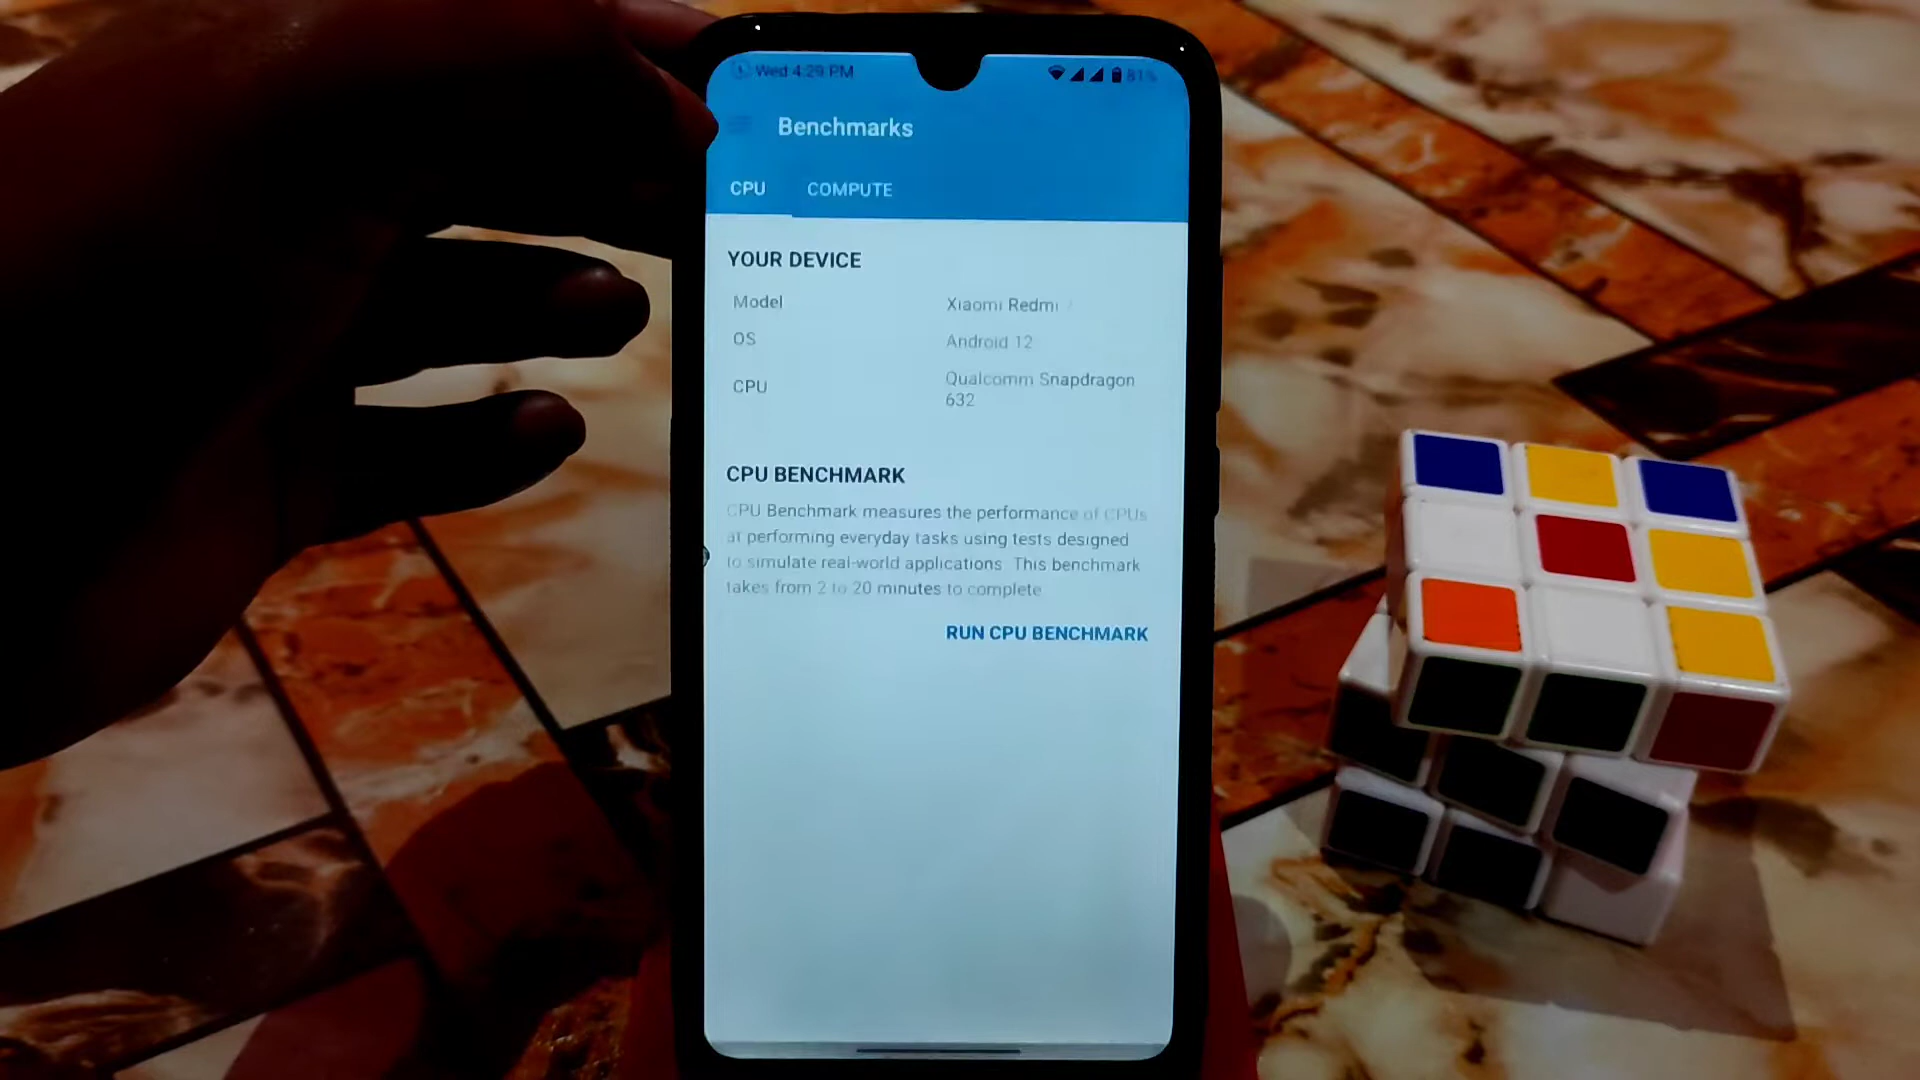 Wed 4:29 PM 81%
Benchmarks
CPU COMPUTE
YOUR DEVICE
Model Xiaomi Redmi
OS Android 12
CPU Qualcomm Snapdragon
632
CPU BENCHMARK
CPU Benchmark measures the performance of CPUs
at performing everyday tasks using tests designed
to simulate real-world applications This benchmark
takes from 2 to 20 minutes to complete
RUN CPU BENCHMARK